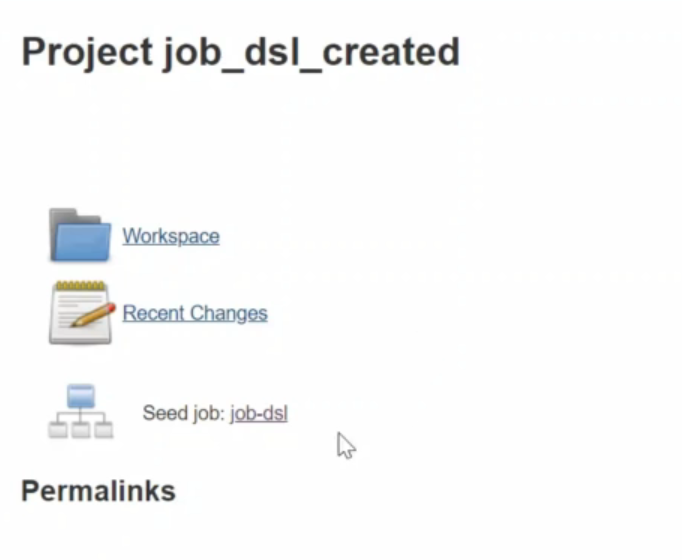 Project job_dsl_created
Workspace
Recent Changes
Seed job: job-dsl
Permalinks